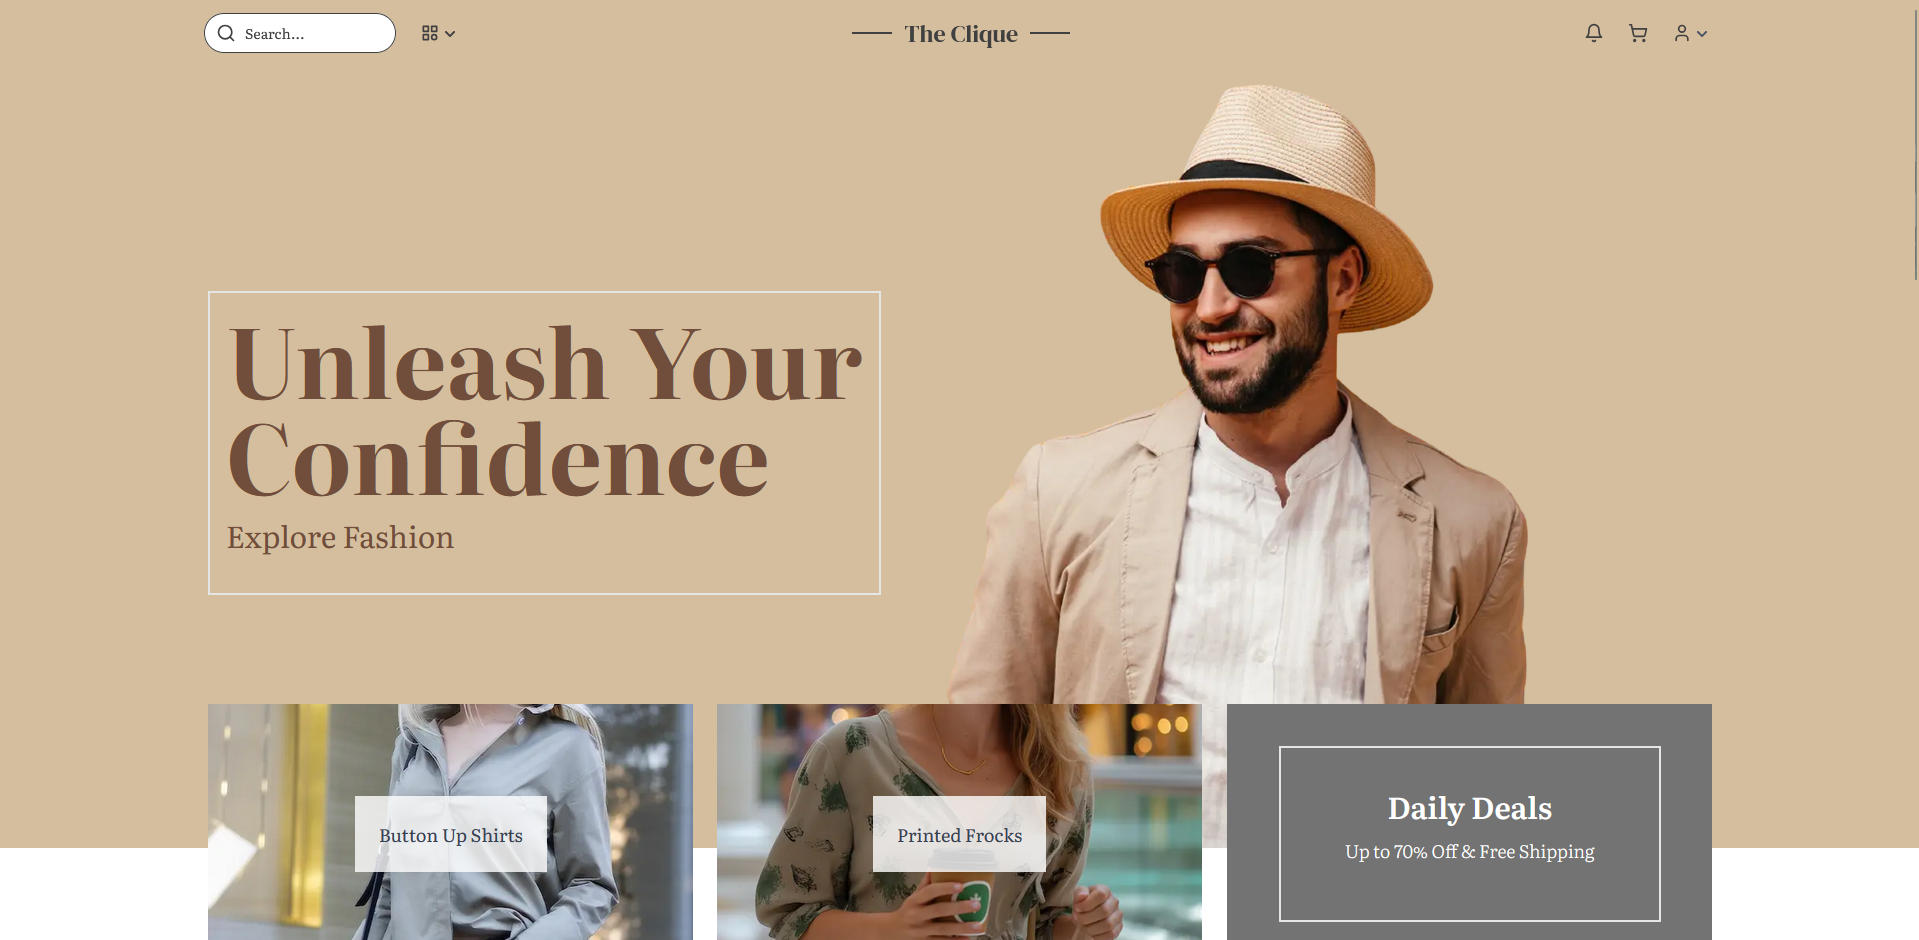 Search...
The Clique
Unleash Your
Confidence
Explore Fashion
Button Up Shirts
Printed Frocks
Daily Deals
Up to 70% Off & Free Shipping